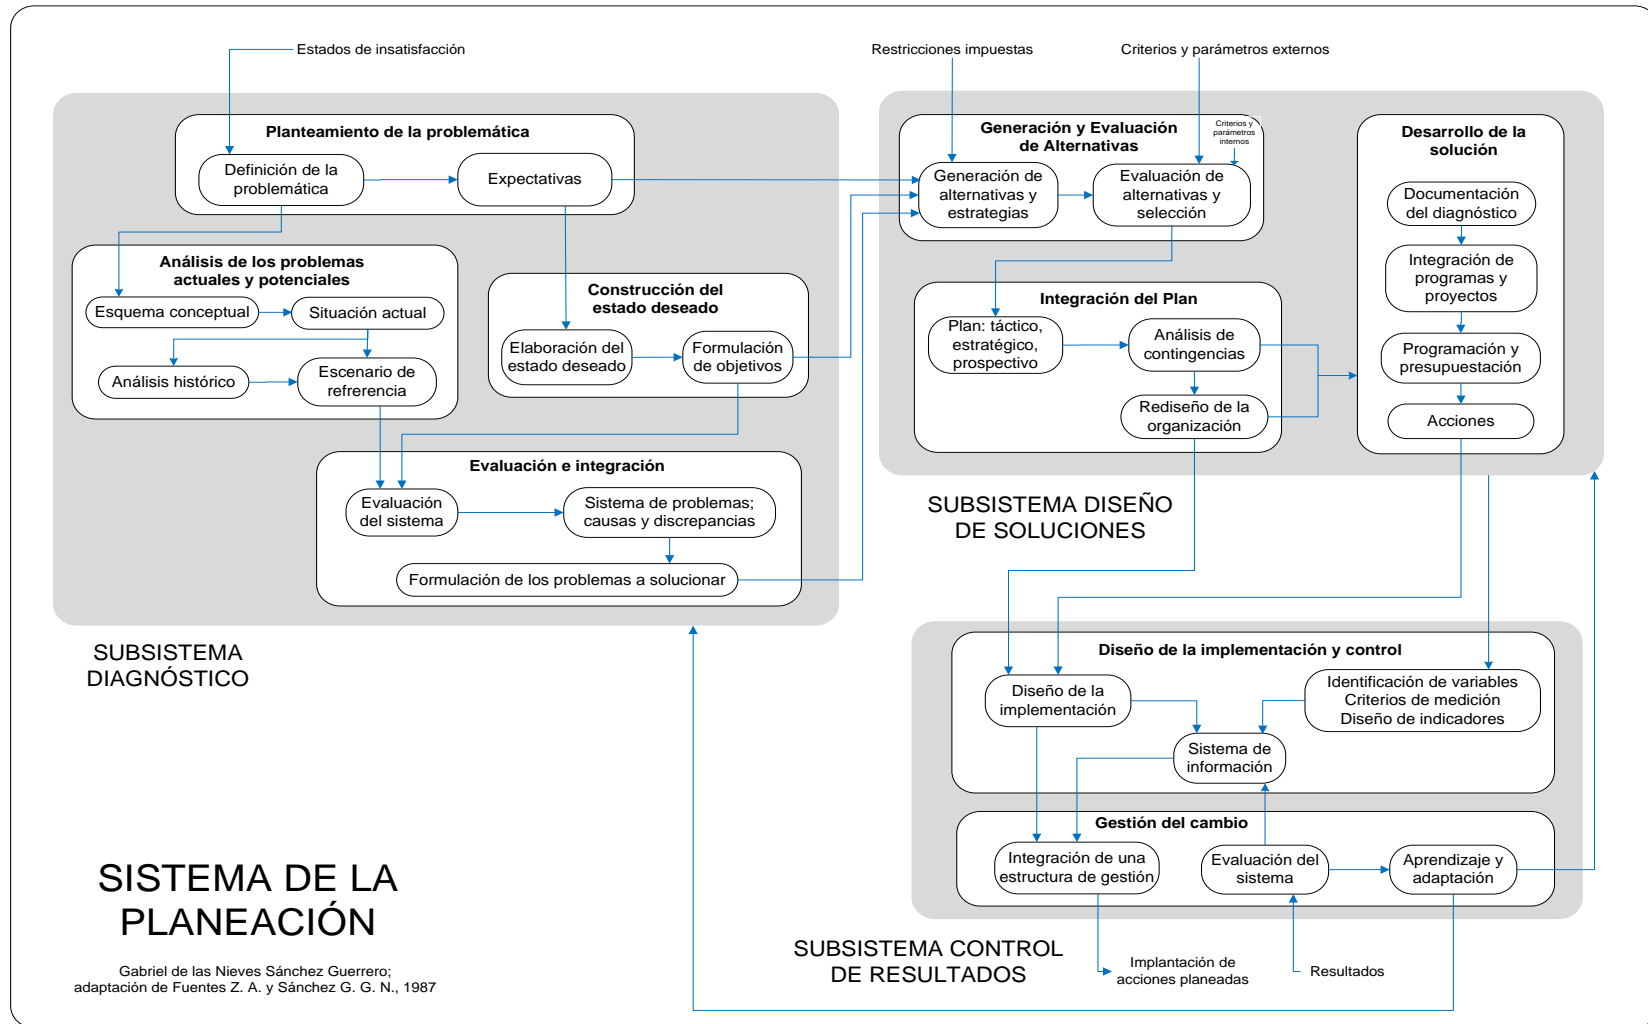 Estados de insatisfacción
Restricciones impuestas
Criterios y parámetros externos
Planteamiento de la problemática
Definición de la
problemática
Expectativas
Análisis de los problemas
actuales y potenciales
Esquema conceptual
Situación actual
Análisis histórico
Escenario de
refrerencia
Construcción del
estado deseado
Elaboración del
estado deseado
Formulación
de objetivos
Evaluación e integración
Evaluación
del sistema
Sistema de problemas;
causas y discrepancias
Formulación de los problemas a solucionar
SUBSISTEMA
DIAGNÓSTICO
Generación y Evaluación
de Alternativas
Criterios y
parámetros
internos
Generación de
alternativas y
estrategias
Evaluación de
alternativas y
selección
Integración del Plan
Plan: táctico,
estratégico,
prospectivo
Análisis de
contingencias
Rediseño de la
organización
Desarrollo de la
solución
Documentación
del diagnóstico
Integración de
programas y
proyectos
Programación y
presupuestación
Acciones
SUBSISTEMA DISEÑO
DE SOLUCIONES
Diseño de la implementación y control
Diseño de la
implementación
Identificación de variables
Criterios de medición
Diseño de indicadores
Sistema de
información
Gestión del cambio
Integración de una
estructura de gestión
Evaluación del
sistema
Aprendizaje y
adaptación
SUBSISTEMA CONTROL
DE RESULTADOS
Implantación de
acciones planeadas
Resultados
SISTEMA DE LA
PLANEACIÓN
Gabriel de las Nieves Sánchez Guerrero;
adaptación de Fuentes Z. A. y Sánchez G. G. N., 1987